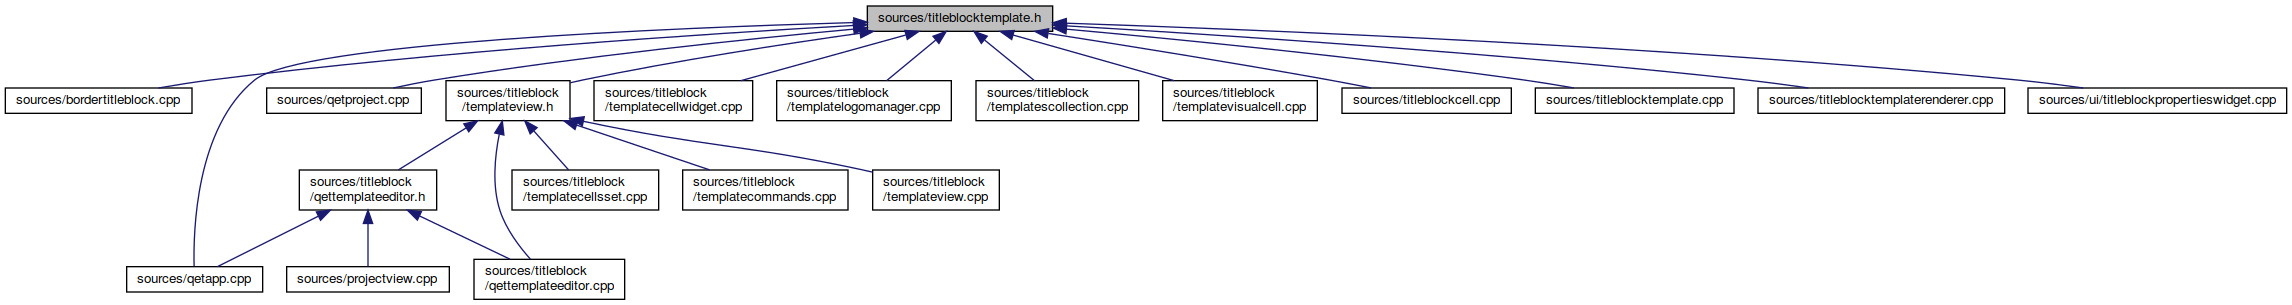 sources/titleblocktemplate.h
sources/bordertitleblock.cpp
sources/qetproject.cpp
sources/titleblock
/templateview.h
sources/titleblock
/templatecellwidget.cpp
sources/titleblock
/templatelogomanager.cpp
sources/titleblock
/templatescollection.cpp
sources/titleblock
/templatevisualcell.cpp
sources/titleblockcell.cpp
sources/titleblocktemplate.cpp
sources/titleblocktemplaterenderer.cpp
sources/ui/titleblockpropertieswidget.cpp
sources/titleblock
/qettemplateeditor.h
sources/titleblock
/templatecellsset.cpp
sources/titleblock
/templatecommands.cpp
sources/titleblock
/templateview.cpp
sources/qetapp.cpp
sources/projectview.cpp
sources/titleblock
/qettemplateeditor.cpp